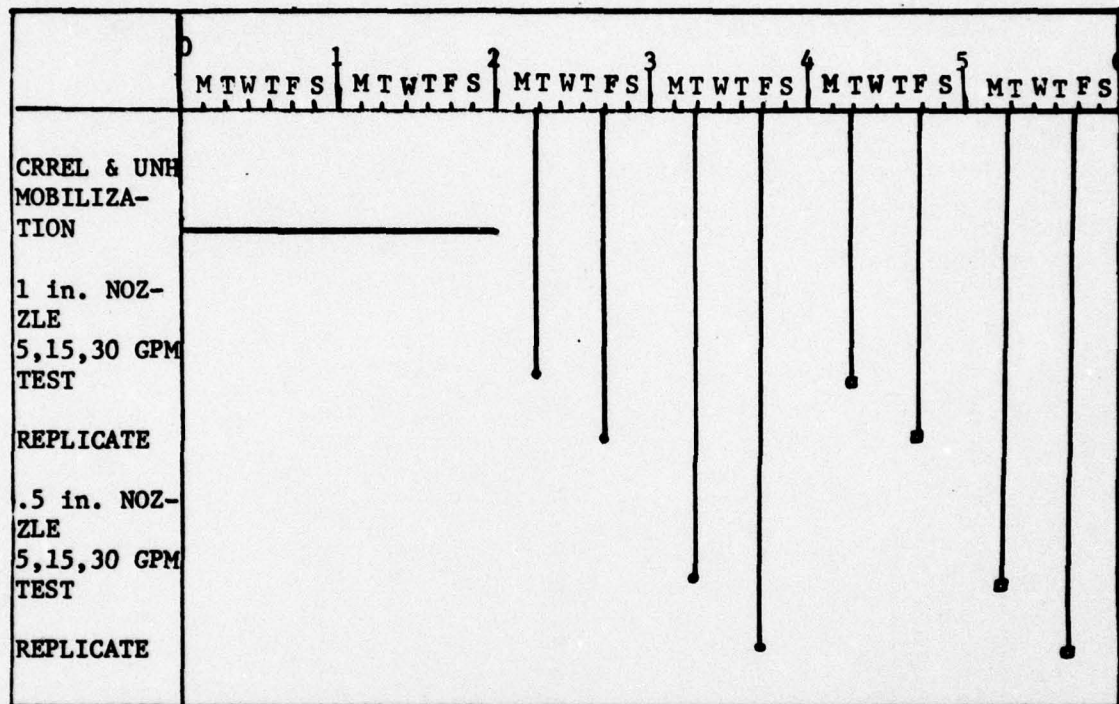 0 1 2 3 4 5 6
M T W T F S M T T W T F S M T W T F S M T W T F S M T W T F S M T W T F S
CRREL & UNH
MOBILIZA-
TION
1 in. NOZ-
ZLE
5,15,30 GPM
TEST
REPLICATE
.5 in. NOZ-
ZLE
5,15,30 GPM
TEST
REPLICATE